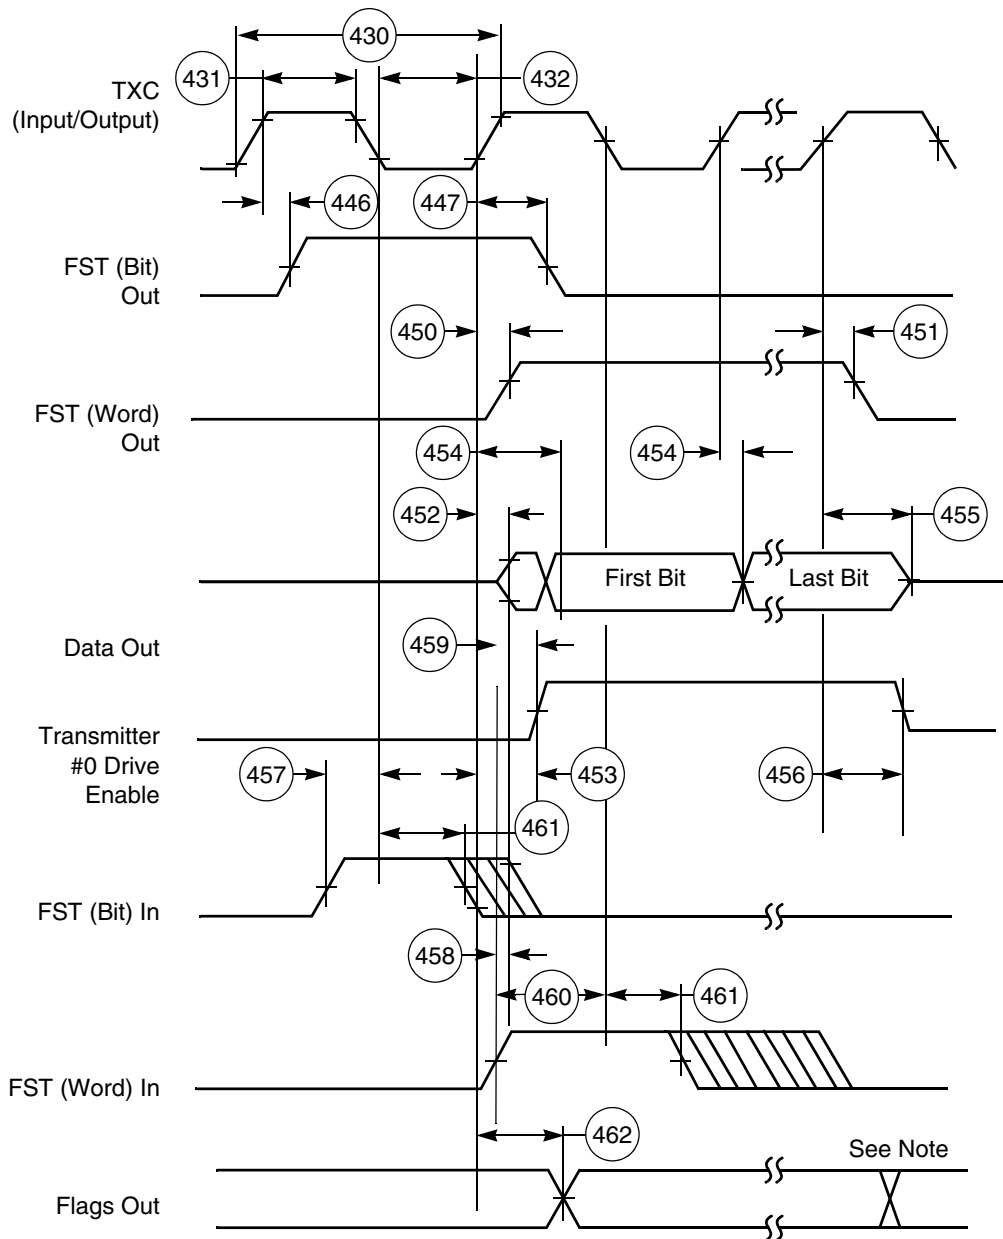 430
431
432
TXC
(Input/Output)
446
447
FST (Bit)
Out
450
451
FST (Word)
Out
454
454
452
455
First Bit
Last Bit
459
Data Out
Transmitter
#0 Drive
Enable
457
453
456
461
FST (Bit) In
458
460
461
FST (Word) In
462
See Note
Flags Out